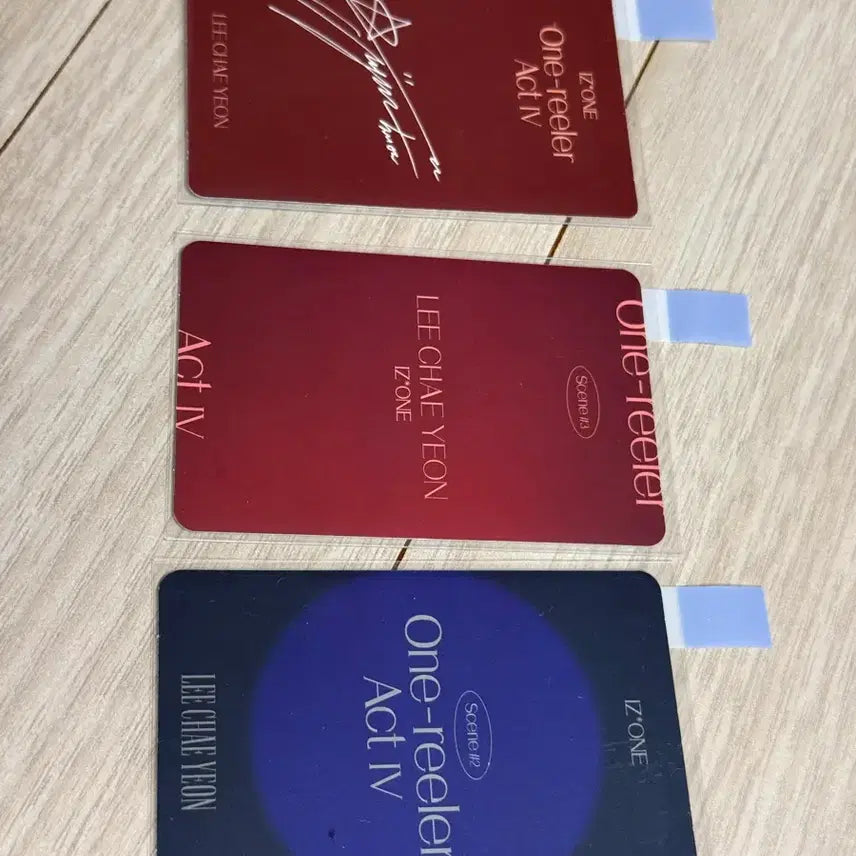 IZ*ONE
One-reeler
Act IV
LEE CHAE YEON
One-reeler
Scene #3
LEE CHAE YEON
IZ*ONE
Act IV
IZ*ONE
Scene #2
One-reeler
Act IV
LEE CHAE YEON